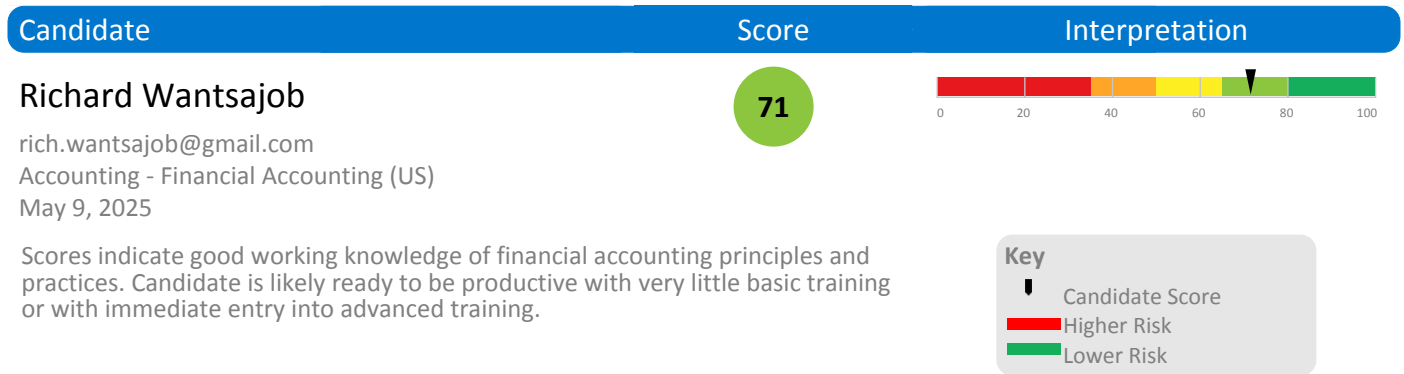 Candidate Score Interpretation
Richard Wantsajob
71
0 20 40 60 80 100
rich.wantsajob@gmail.com
Accounting - Financial Accounting (US)
May 9, 2025
Scores indicate good working knowledge of financial accounting principles and
practices. Candidate is likely ready to be productive with very little basic training
or with immediate entry into advanced training.
Key
Candidate Score
Higher Risk
Lower Risk